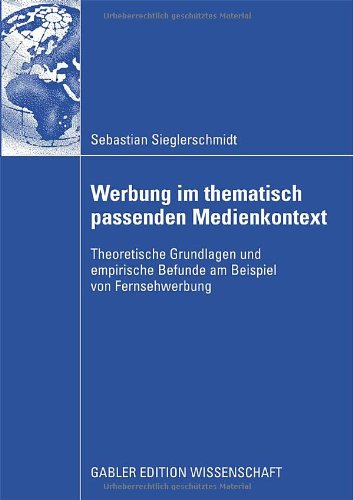 Urheberrechtlich geschütztes Material
Sebastian Sieglerschmidt
Werbung im thematisch
passenden Medienkontext
Theoretische Grundlagen und
empirische Befunde am Beispiel
von Fernsehwerbung
GABLER EDITION WISSENSCHAFT
Urheberrechtlich geschütztes Material